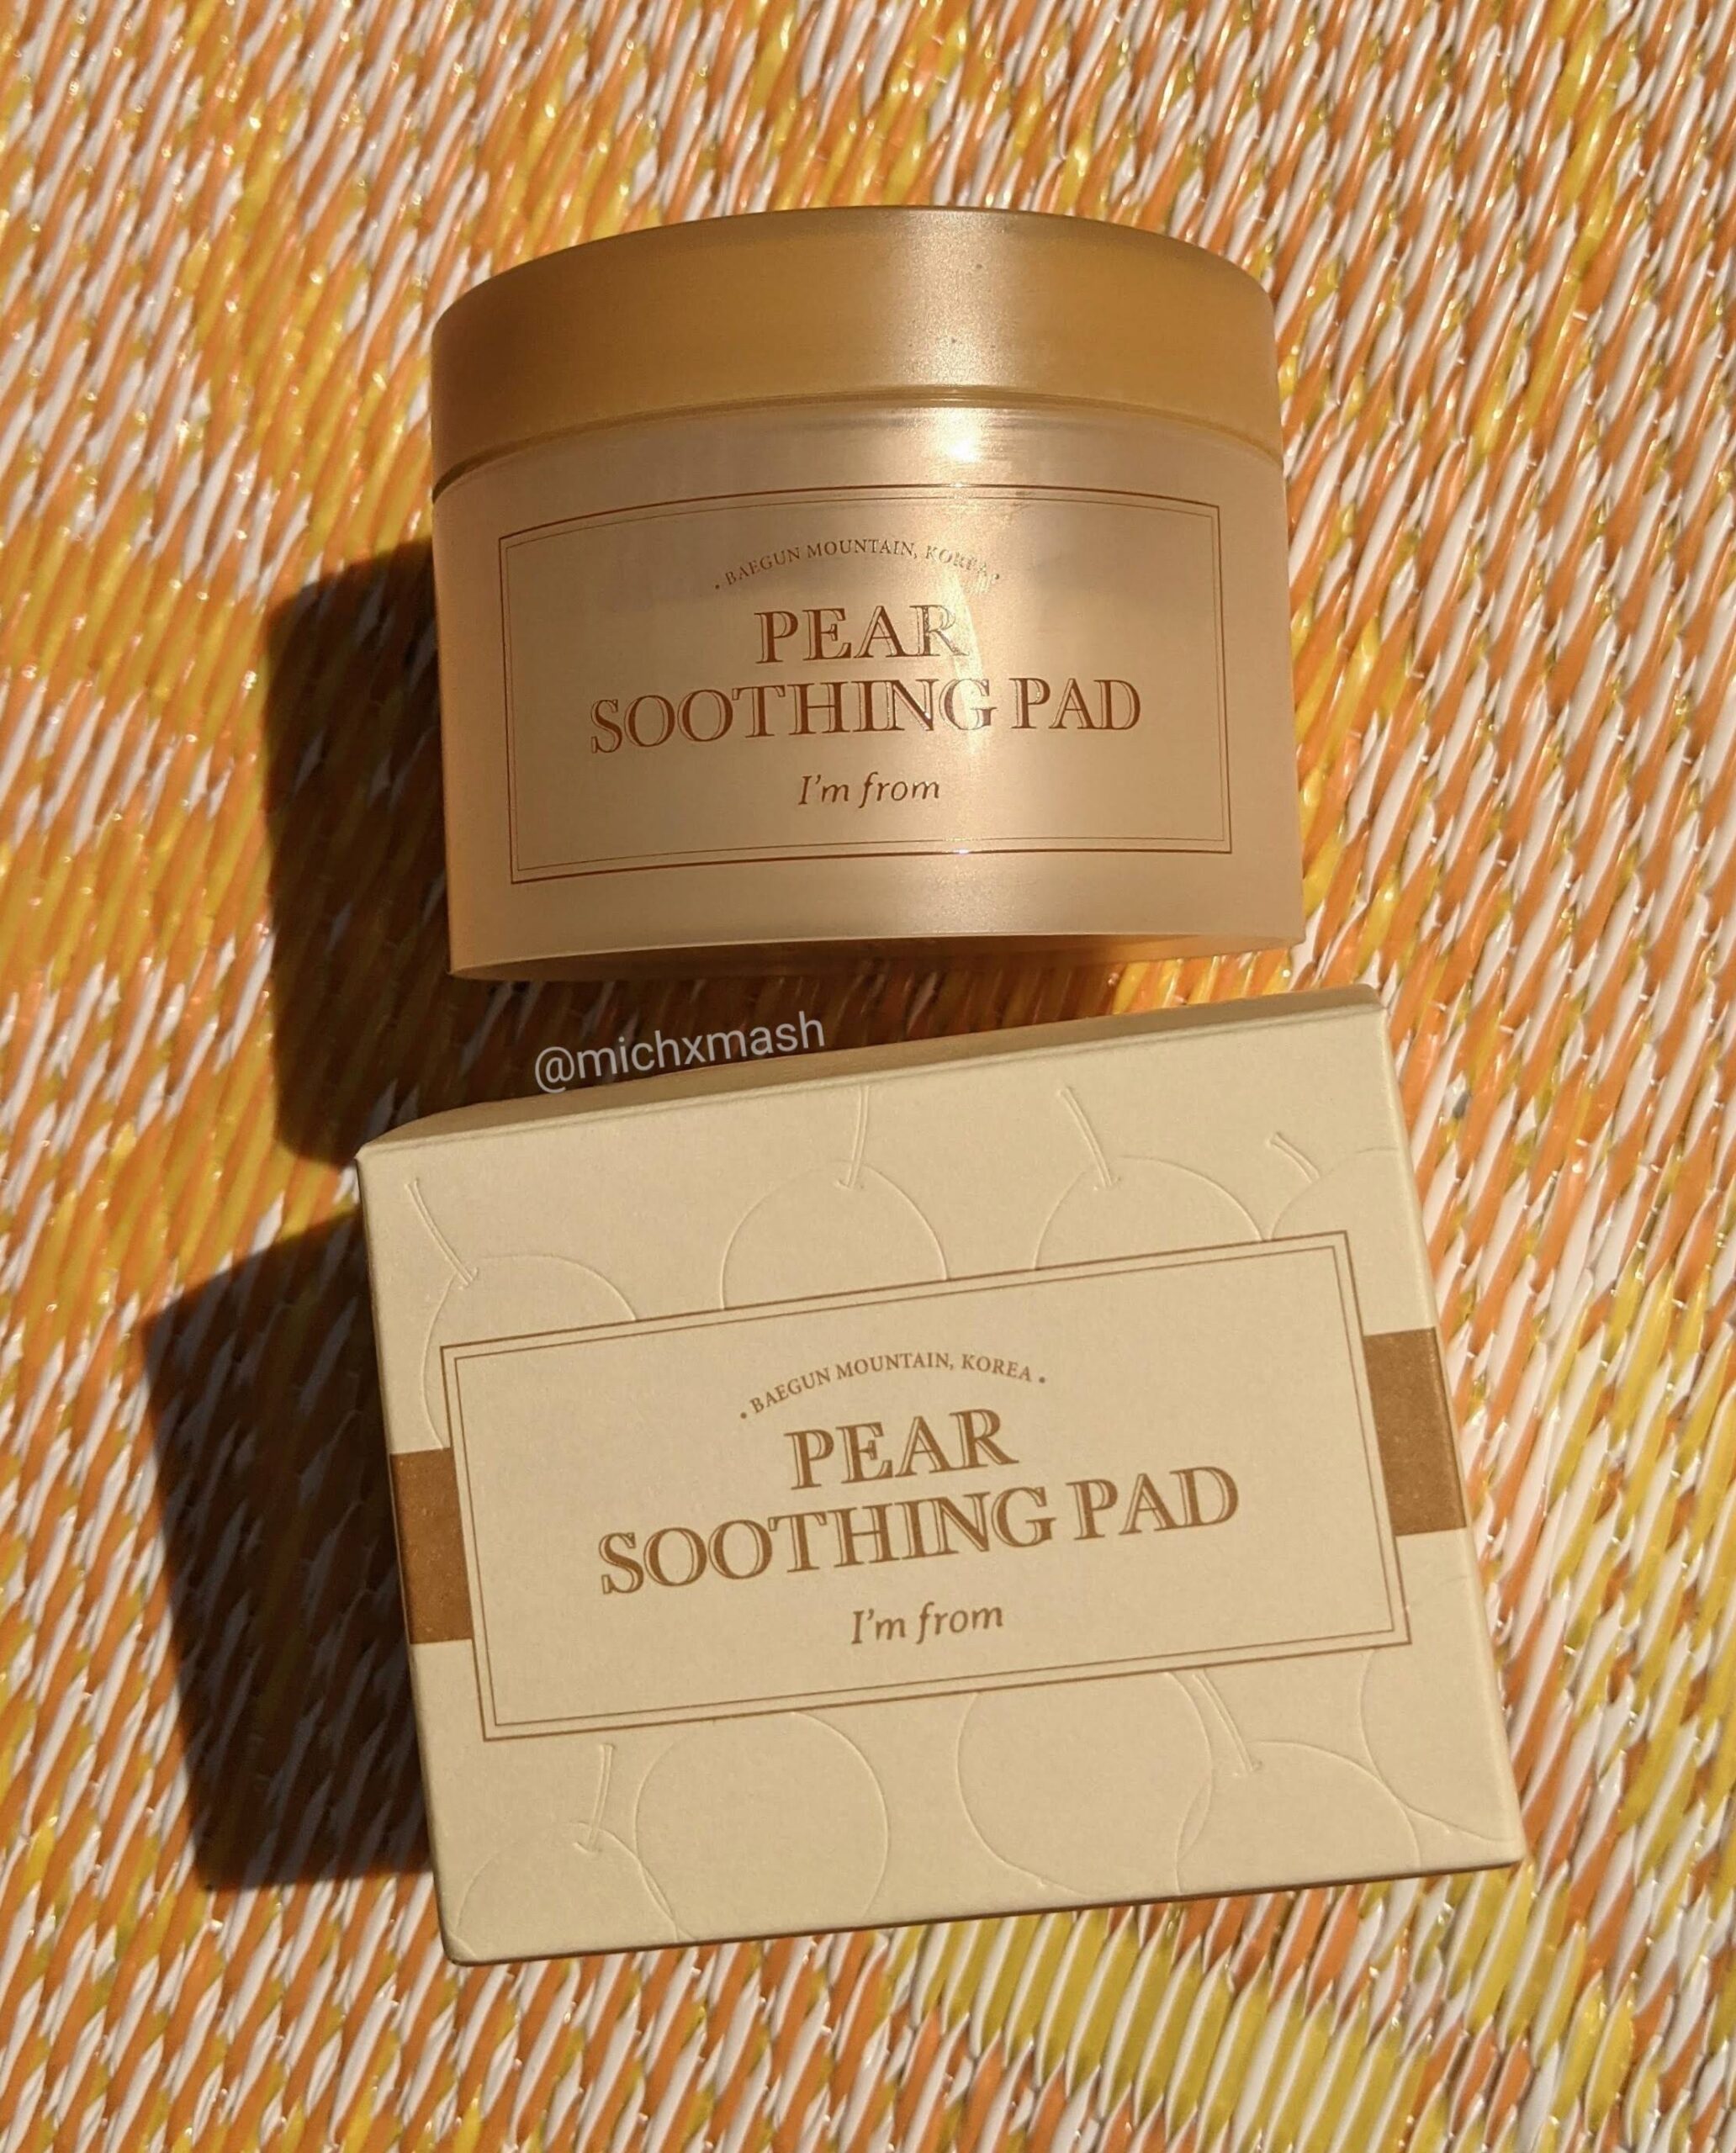 • BAEGUN MOUNTAIN, KOREA •
PEAR
SOOTHING PAD
I'm from
@michxmash
• BAEGUN MOUNTAIN, KOREA •
PEAR
SOOTHING PAD
I'm from